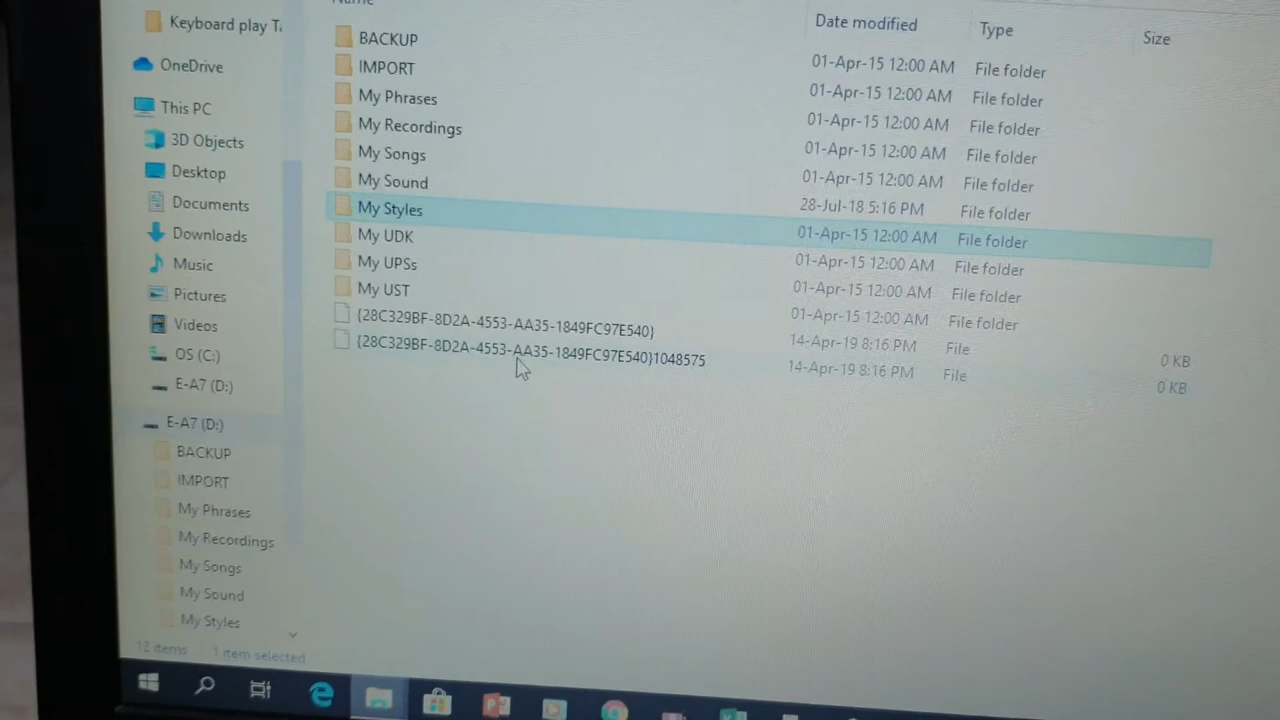 Name
Date modified
Type
Size
Keyboard play Ta
OneDrive
This PC
3D Objects
Desktop
Documents
Downloads
Music
Pictures
Videos
OS (C:)
E-A7 (D:)
E-A7 (D:)
BACKUP
IMPORT
My Phrases
My Recordings
My Songs
My Sound
My Styles
BACKUP
IMPORT
My Phrases
My Recordings
My Songs
My Sound
My Styles
My UDK
My UPSs
My UST
{28C329BF-8D2A-4553-AA35-1849FC97E540}
{28C329BF-8D2A-4553-AA35-1849FC97E540}1048575
01-Apr-15 12:00 AM File folder
01-Apr-15 12:00 AM File folder
01-Apr-15 12:00 AM File folder
01-Apr-15 12:00 AM File folder
01-Apr-15 12:00 AM File folder
28-Jul-18 5:16 PM File folder
01-Apr-15 12:00 AM File folder
01-Apr-15 12:00 AM File folder
01-Apr-15 12:00 AM File folder
01-Apr-15 12:00 AM File folder
14-Apr-19 8:16 PM File 0 KB
14-Apr-19 8:16 PM File 0 KB
12 items 1 item selected